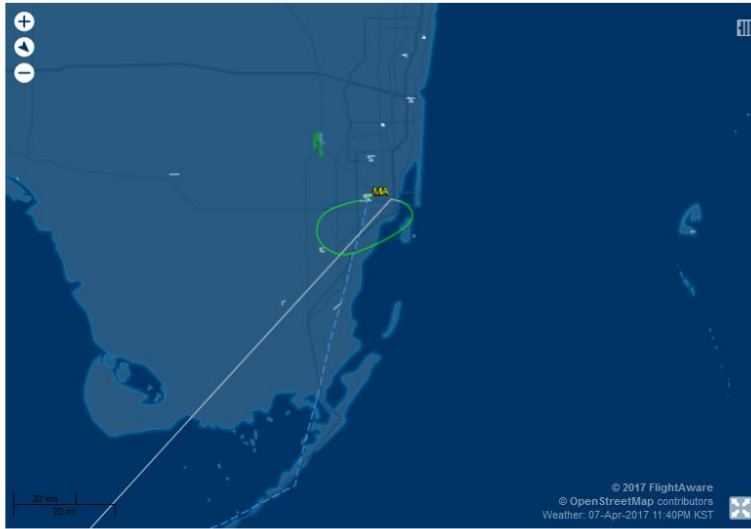 MIA
20 km
20 mi
© 2017 FlightAware
© OpenStreetMap contributors
Weather: 07-Apr-2017 11:40PM KST